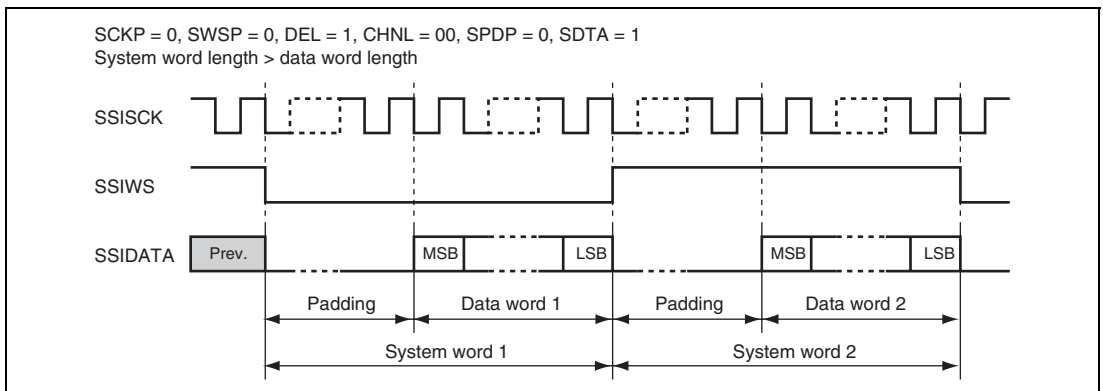 SCKP = 0, SWSP = 0, DEL = 1, CHNL = 00, SPDP = 0, SDTA = 1
System word length > data word length
SSISCK
SSIWS
SSIDATA
Prev.
MSB
LSB
MSB
LSB
Padding
Data word 1
Padding
Data word 2
System word 1
System word 2